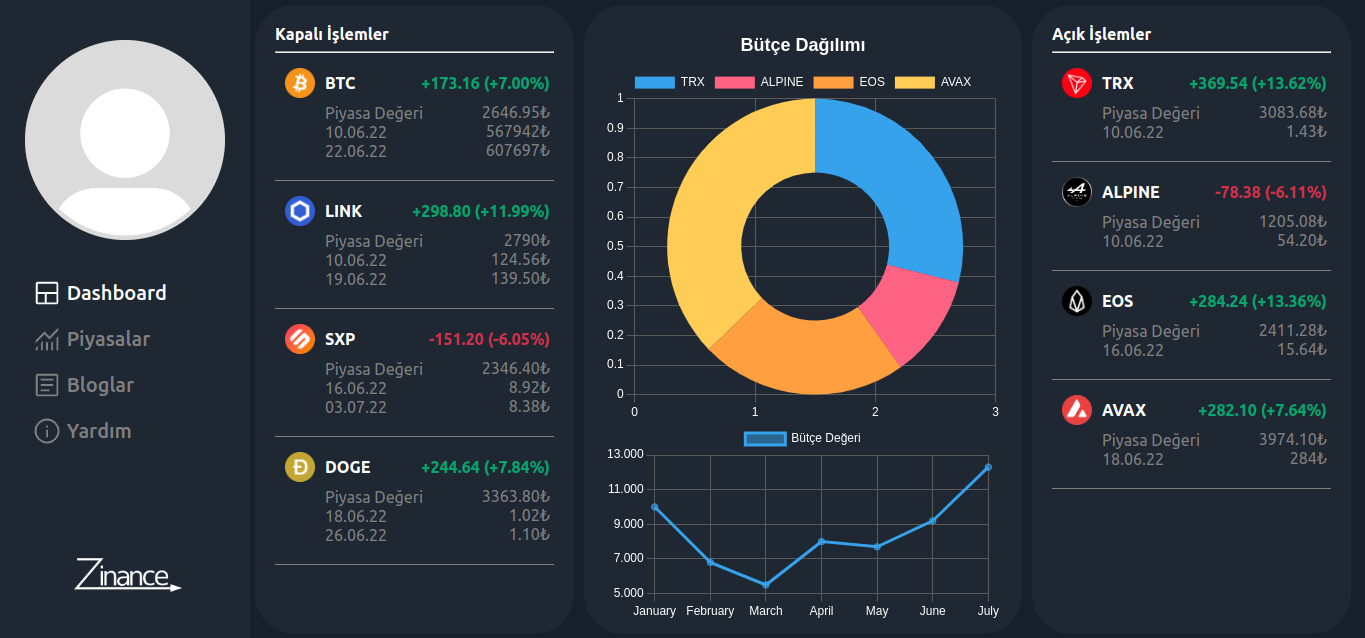 Dashboard
Piyasalar
Bloglar
Yardım
Zinance
Kapalı İşlemler
BTC +173.16 (+7.00%)
Piyasa Değeri 2646.95₺
10.06.22 567942₺
22.06.22 607697₺
LINK +298.80 (+11.99%)
Piyasa Değeri 2790₺
10.06.22 124.56₺
19.06.22 139.50₺
SXP -151.20 (-6.05%)
Piyasa Değeri 2346.40₺
16.06.22 8.92₺
03.07.22 8.38₺
DOGE +244.64 (+7.84%)
Piyasa Değeri 3363.80₺
18.06.22 1.02₺
26.06.22 1.10₺
Bütçe Dağılımı
TRX ALPINE EOS AVAX
1
0.9
0.8
0.7
0.6
0.5
0.4
0.3
0.2
0.1
0
0 1 2 3
Bütçe Değeri
13.000
11.000
9.000
7.000
5.000
January February March April May June July
Açık İşlemler
TRX +369.54 (+13.62%)
Piyasa Değeri 3083.68₺
10.06.22 1.43₺
ALPINE -78.38 (-6.11%)
Piyasa Değeri 1205.08₺
10.06.22 54.20₺
EOS +284.24 (+13.36%)
Piyasa Değeri 2411.28₺
16.06.22 15.64₺
AVAX +282.10 (+7.64%)
Piyasa Değeri 3974.10₺
18.06.22 284₺